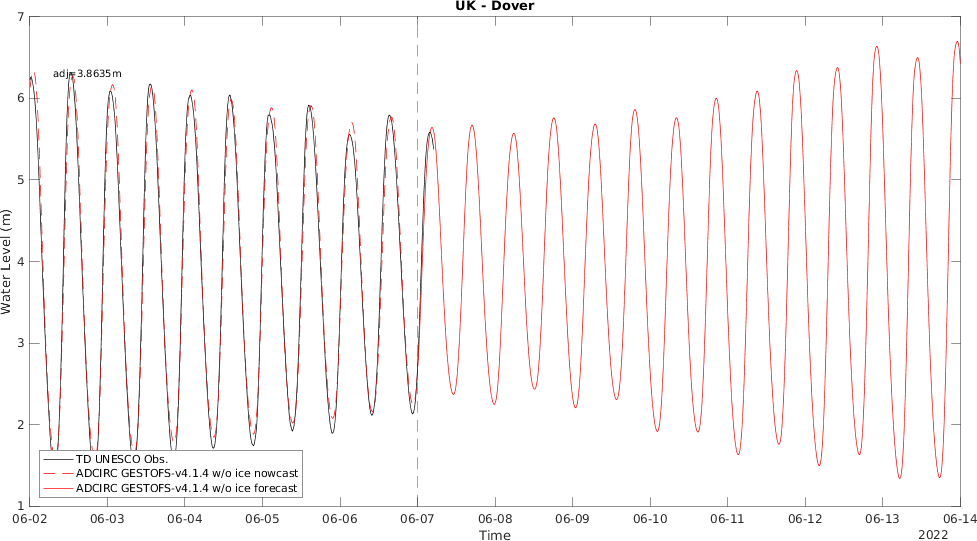 UK - Dover
7
6
5
4
3
2
1
Water Level (m)
adj=3.8635m
TD UNESCO Obs.
ADCIRC GESTOFS-v4.1.4 w/o ice nowcast
ADCIRC GESTOFS-v4.1.4 w/o ice forecast
06-02 06-03 06-04 06-05 06-06 06-07 06-08 06-09 06-10 06-11 06-12 06-13 06-14
Time
2022